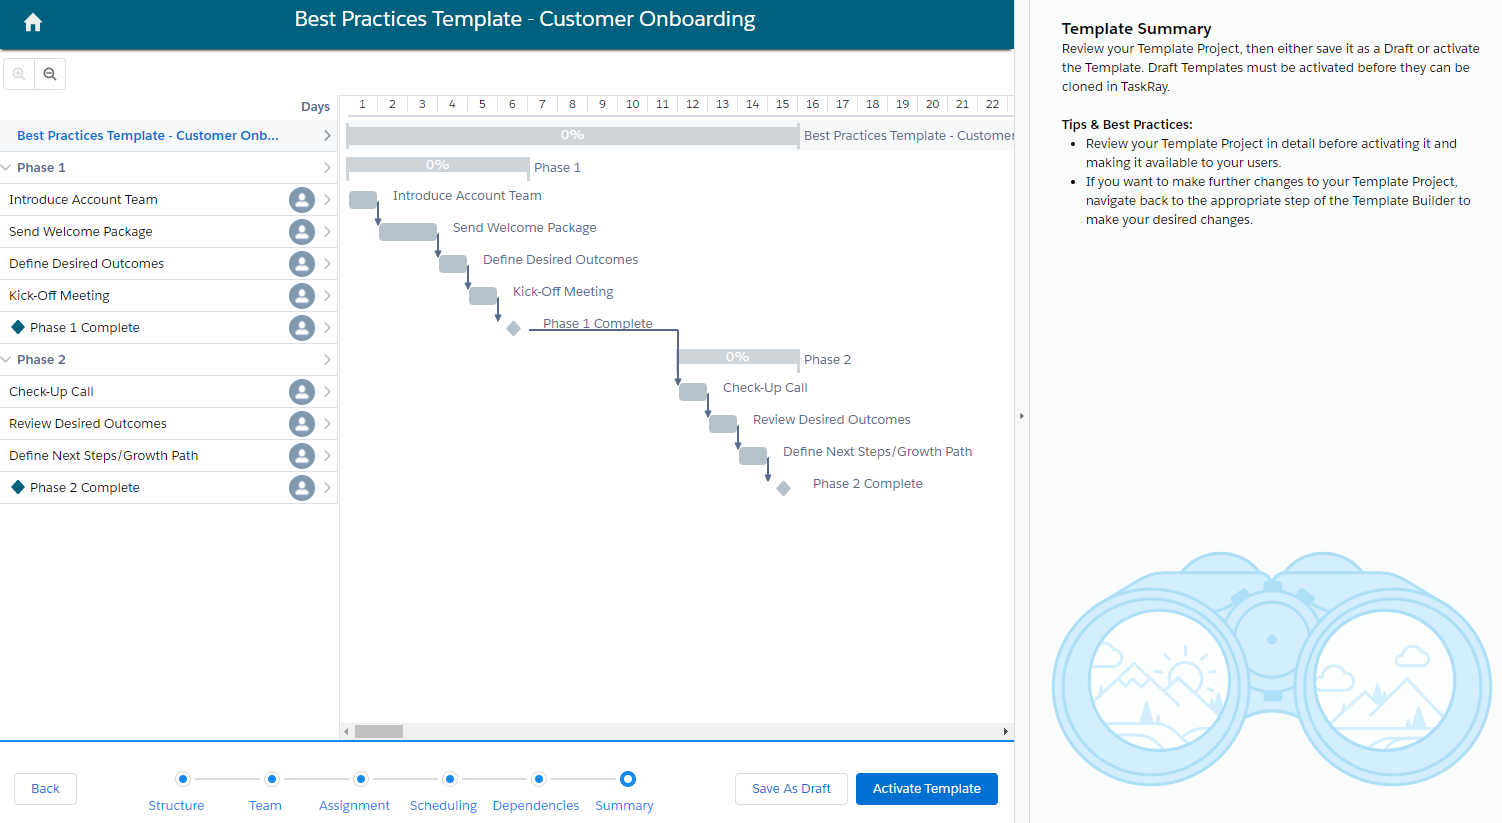 Best Practices Template - Customer Onboarding
Days
1 2 3 4 5 6 7 8 9 10 11 12 13 14 15 16 17 18 19 20 21 22
Best Practices Template - Customer Onb...
0%
Best Practices Template - Customer
Phase 1
0%
Phase 1
Introduce Account Team
Introduce Account Team
Send Welcome Package
Send Welcome Package
Define Desired Outcomes
Define Desired Outcomes
Kick-Off Meeting
Kick-Off Meeting
Phase 1 Complete
Phase 1 Complete
Phase 2
0%
Phase 2
Check-Up Call
Check-Up Call
Review Desired Outcomes
Review Desired Outcomes
Define Next Steps/Growth Path
Define Next Steps/Growth Path
Phase 2 Complete
Phase 2 Complete
Back
Structure
Team
Assignment
Scheduling
Dependencies
Summary
Save As Draft
Activate Template
Template Summary
Review your Template Project, then either save it as a Draft or activate
the Template. Draft Templates must be activated before they can be
cloned in TaskRay.
Tips & Best Practices:
Review your Template Project in detail before activating it and
making it available to your users.
If you want to make further changes to your Template Project,
navigate back to the appropriate step of the Template Builder to
make your desired changes.